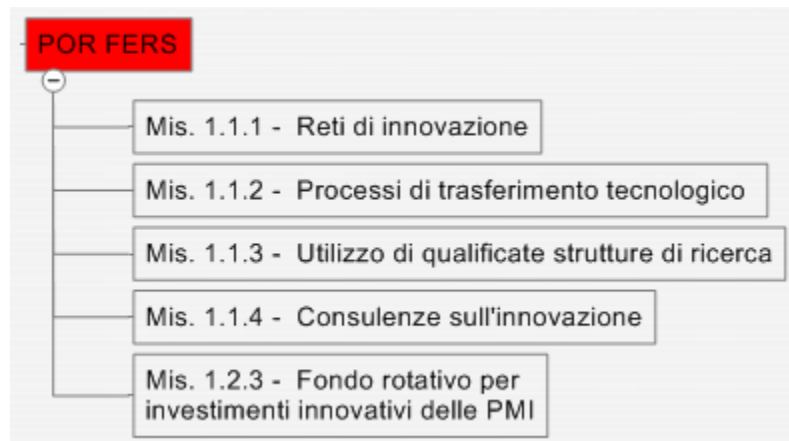 POR FERS
Mis. 1.1.1 - Reti di innovazione
Mis. 1.1.2 - Processi di trasferimento tecnologico
Mis. 1.1.3 - Utilizzo di qualificate strutture di ricerca
Mis. 1.1.4 - Consulenze sull'innovazione
Mis. 1.2.3 - Fondo rotativo per
investimenti innovativi delle PMI